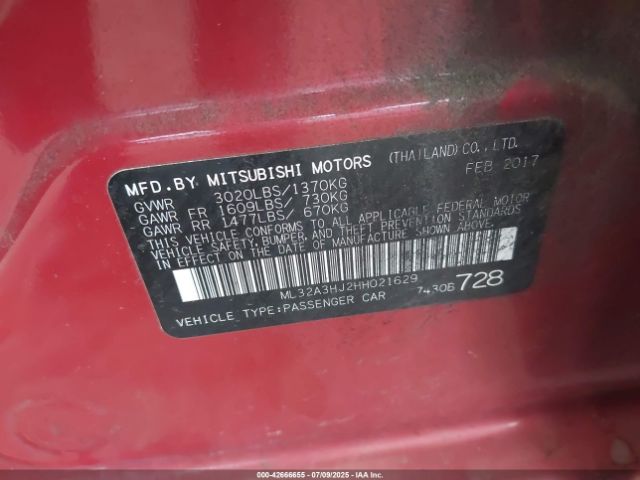 MFD. BY MITSUBISHI MOTORS (THAILAND) CO., LTD.
FEB 2017
GVWR 3020LBS/1370KG
GAWR FR 1609LBS/ 730KG
GAWR RR 1477LBS/ 670KG
THIS VEHICLE CONFORMS TO ALL APPLICABLE FEDERAL MOTOR
VEHICLE SAFETY, BUMPER, AND THEFT PREVENTION STANDARDS
IN EFFECT ON THE DATE OF MANUFACTURE SHOWN ABOVE.
ML32A3HJ2HH021629
7430B 728
VEHICLE TYPE:PASSENGER CAR
000-42666655 | 07/09/2025 | IAA Inc.